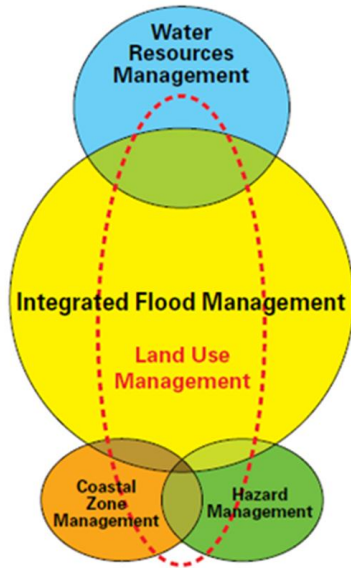 Water
Resources
Management
Integrated Flood Management
Land Use
Management
Coastal
Zone
Management
Hazard
Management